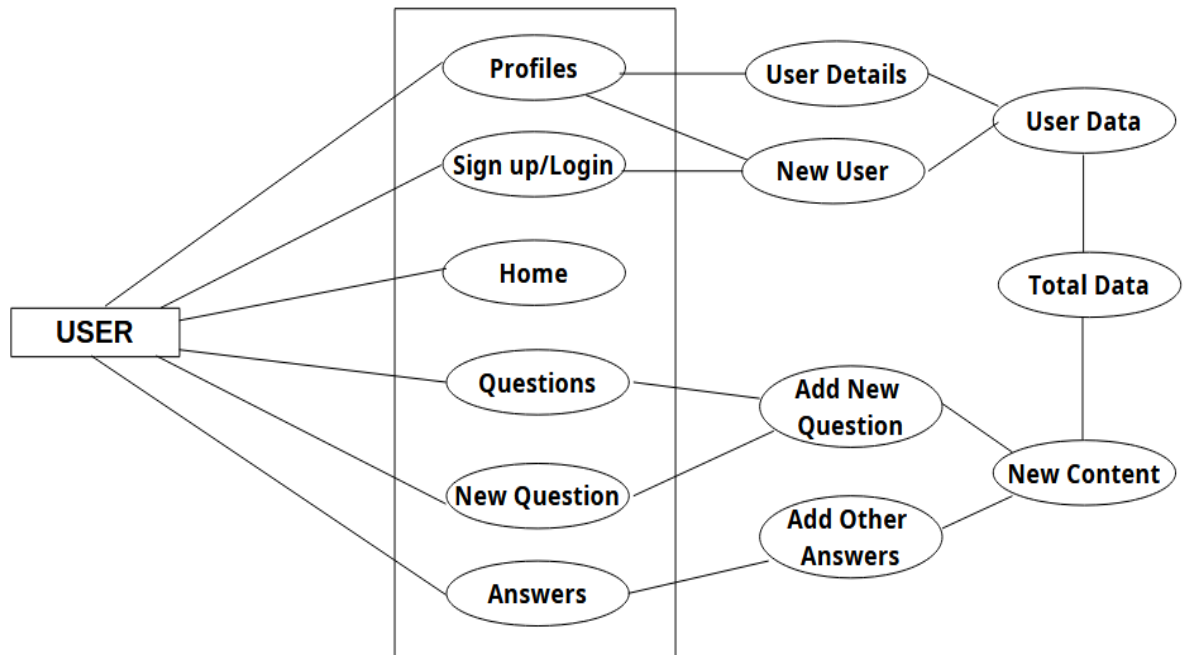 Profiles
User Details
User Data
Sign up/Login
New User
Home
Total Data
USER
Questions
Add New
Question
New Question
New Content
Add Other
Answers
Answers